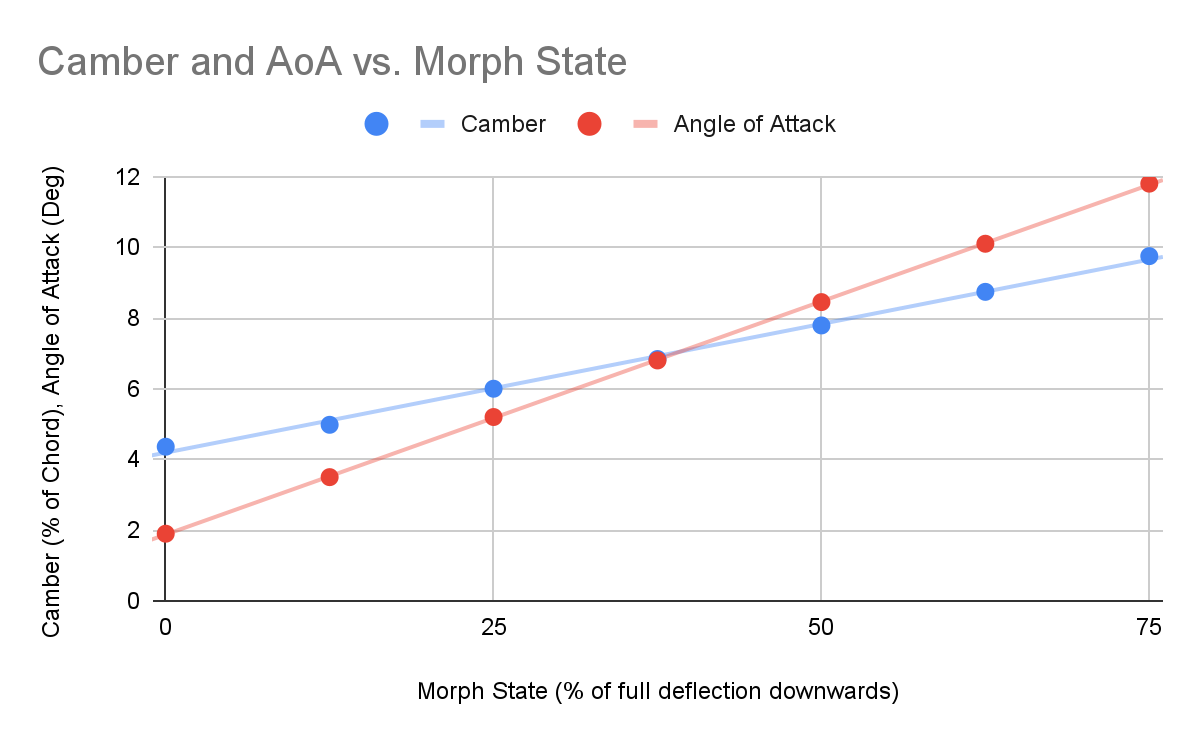 Camber and AoA vs. Morph State
Camber
Angle of Attack
Camber (% of Chord), Angle of Attack (Deg)
12
10
8
6
4
2
0
0
25
50
75
Morph State (% of full deflection downwards)